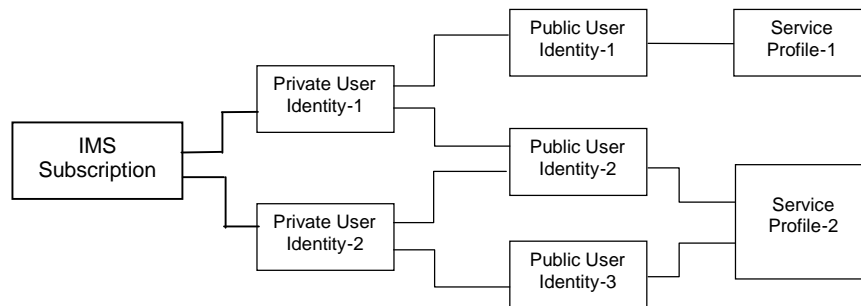 IMS
Subscription
Private User
Identity-1
Private User
Identity-2
Public User
Identity-1
Public User
Identity-2
Public User
Identity-3
Service
Profile-1
Service
Profile-2